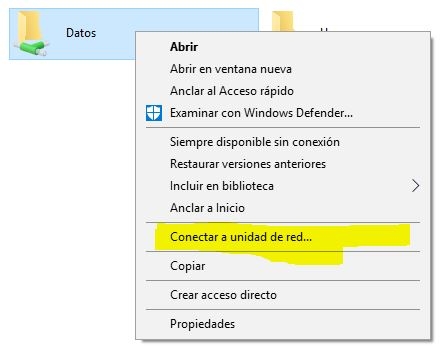 Datos
Abrir
Abrir en ventana nueva
Anclar al Acceso rápido
Examinar con Windows Defender...
Siempre disponible sin conexión
Restaurar versiones anteriores
Incluir en biblioteca
Anclar a Inicio
Conectar a unidad de red...
Copiar
Crear acceso directo
Propiedades